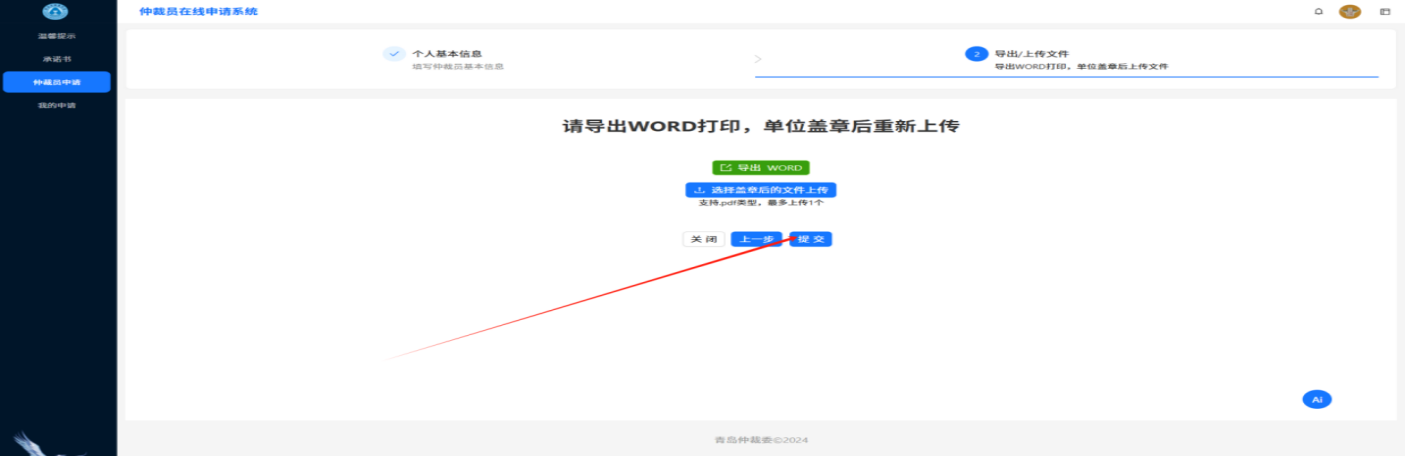 仲裁员在线申请系统
温馨提示
承诺书
仲裁员申请
我的申请
个人基本信息
填写仲裁员基本信息
2
导出/上传文件
导出WORD打印，单位盖章后上传文件
请导出WORD打印，单位盖章后重新上传
导出 WORD
选择盖章后的文件上传
支持.pdf类型，最多上传1个
关 闭
上一步
提 交
Ai
青岛仲裁委©2024